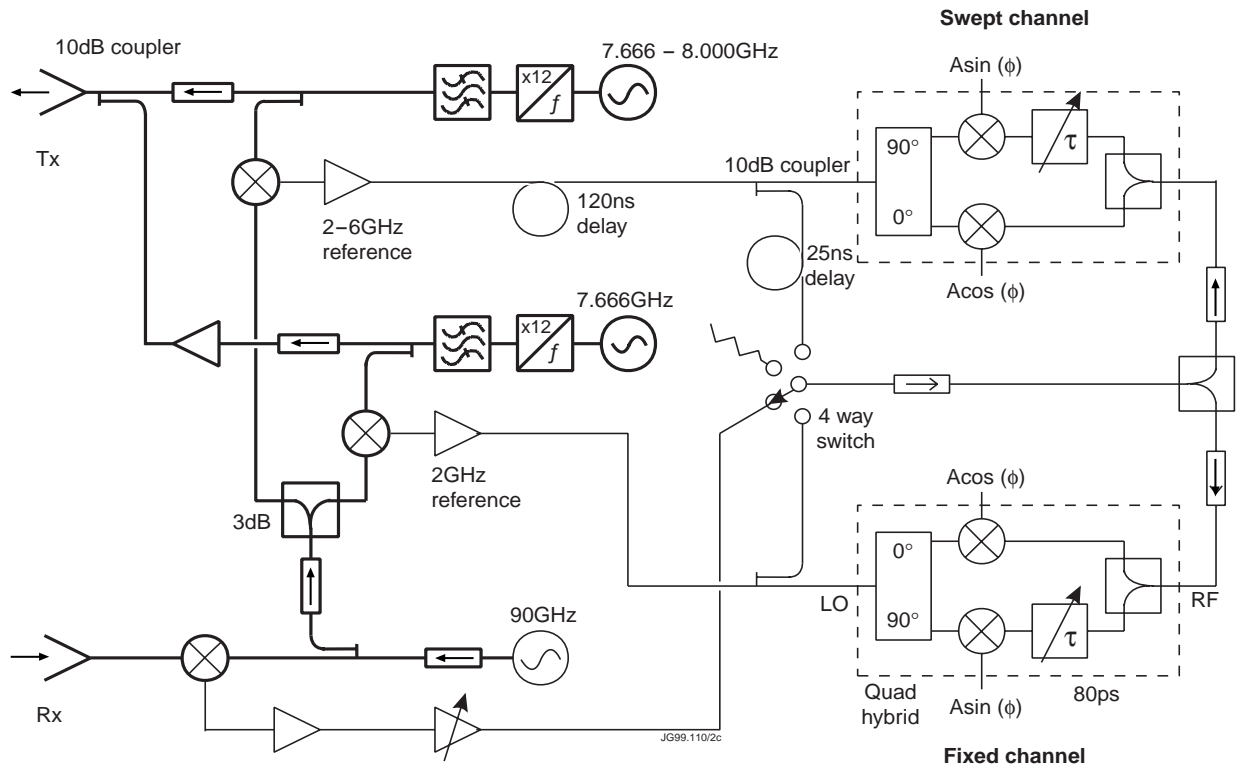 Swept channel
10dB coupler
7.666 – 8.000GHz
Asin (ϕ)
x12
f
90°
τ
Tx
10dB coupler
0°
120ns
delay
2–6GHz
reference
25ns
delay
Acos (ϕ)
7.666GHz
x12
f
4 way
switch
2GHz
reference
Acos (ϕ)
3dB
0°
LO
RF
90GHz
90°
τ
Rx
Quad
hybrid
80ps
Asin (ϕ)
JG99.110/2c
Fixed channel